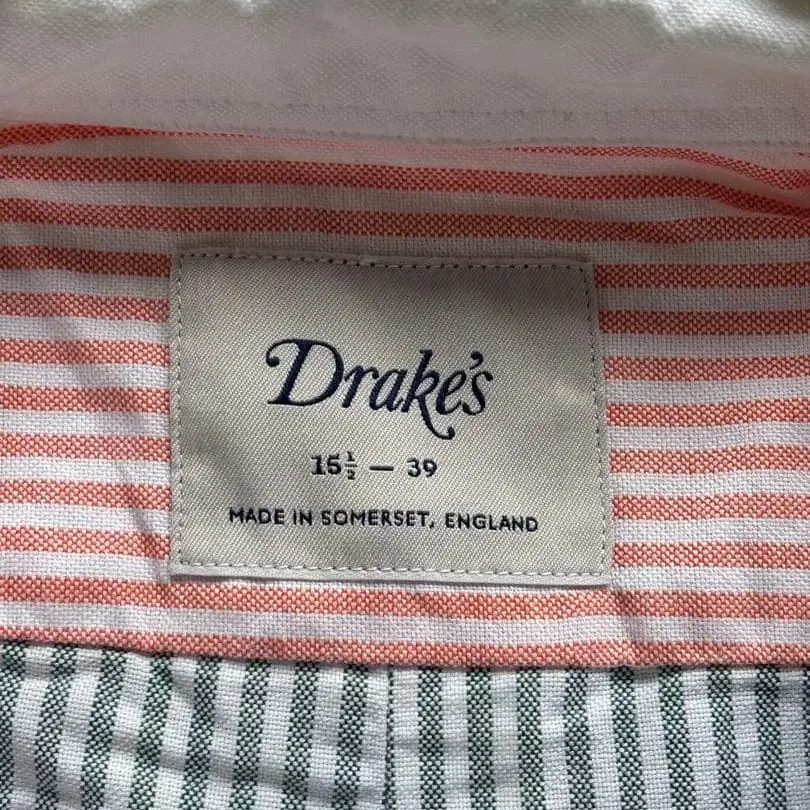 Drake's
15½ — 39
MADE IN SOMERSET, ENGLAND